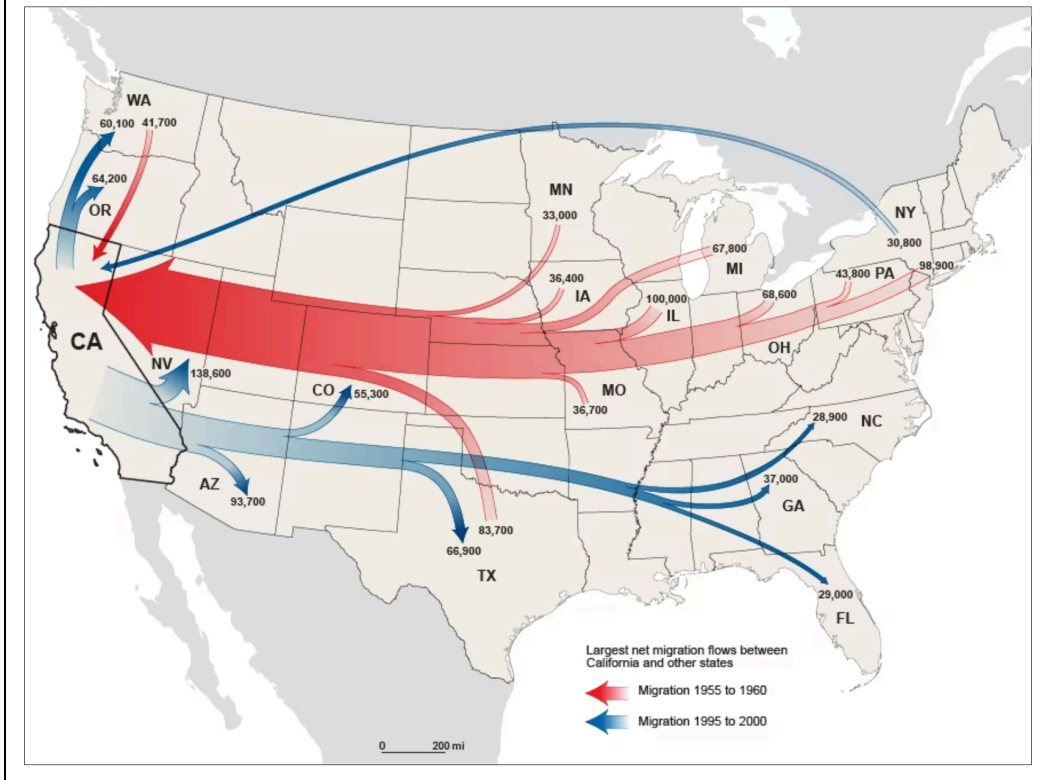 WA
60,100 41,700
64,200
OR
MN
33,000
NY
30,800
67,800
MI
36,400
IA
43,800 PA
98,900
100,000
IL
68,600
OH
CA
NV
138,600
CO
55,300
MO
36,700
28,900
NC
AZ
93,700
37,000
GA
83,700
66,900
TX
29,000
FL
Largest net migration flows between
California and other states
Migration 1955 to 1960
Migration 1995 to 2000
0 200 mi